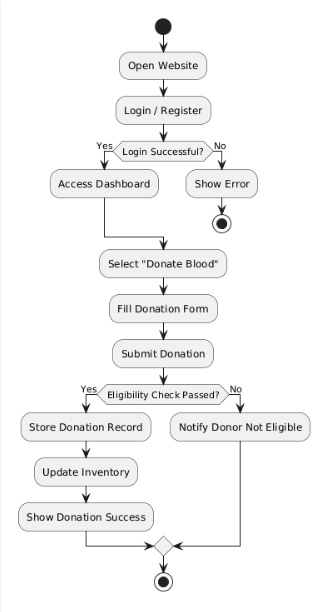 Open Website
Login / Register
Yes
Login Successful?
No
Access Dashboard
Show Error
Select "Donate Blood"
Fill Donation Form
Submit Donation
Yes
Eligibility Check Passed?
No
Store Donation Record
Notify Donor Not Eligible
Update Inventory
Show Donation Success